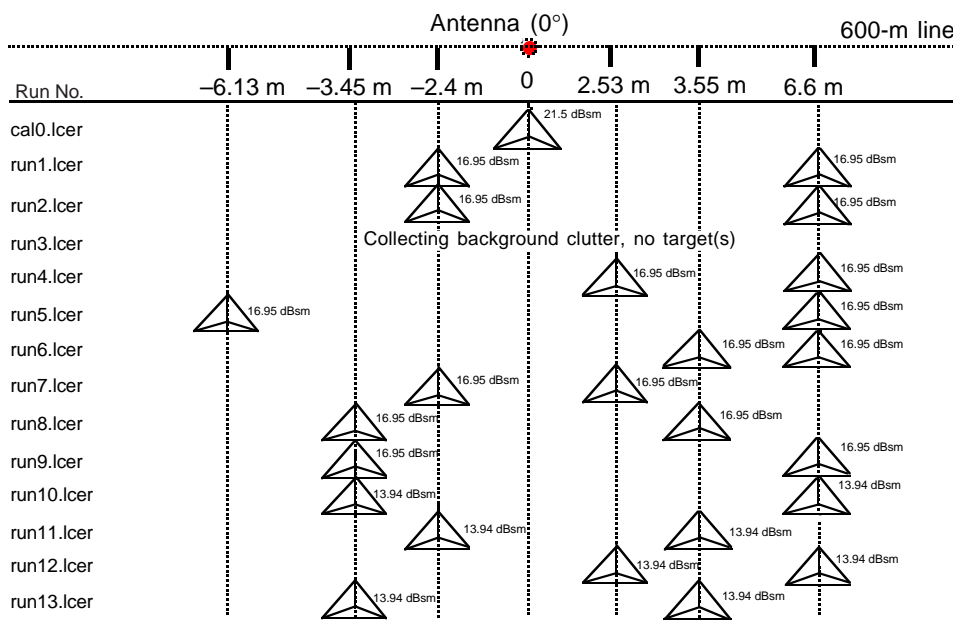 Antenna (0°)
600-m line
Run No. –6.13 m –3.45 m –2.4 m 0 2.53 m 3.55 m 6.6 m
cal0.lcer 21.5 dBsm
run1.lcer 16.95 dBsm 16.95 dBsm
run2.lcer 16.95 dBsm 16.95 dBsm
run3.lcer Collecting background clutter, no target(s)
run4.lcer 16.95 dBsm 16.95 dBsm
run5.lcer 16.95 dBsm 16.95 dBsm
run6.lcer 16.95 dBsm 16.95 dBsm
run7.lcer 16.95 dBsm 16.95 dBsm
run8.lcer 16.95 dBsm 16.95 dBsm
run9.lcer 16.95 dBsm 16.95 dBsm
run10.lcer 13.94 dBsm 13.94 dBsm
run11.lcer 13.94 dBsm 13.94 dBsm
run12.lcer 13.94 dBsm 13.94 dBsm
run13.lcer 13.94 dBsm 13.94 dBsm